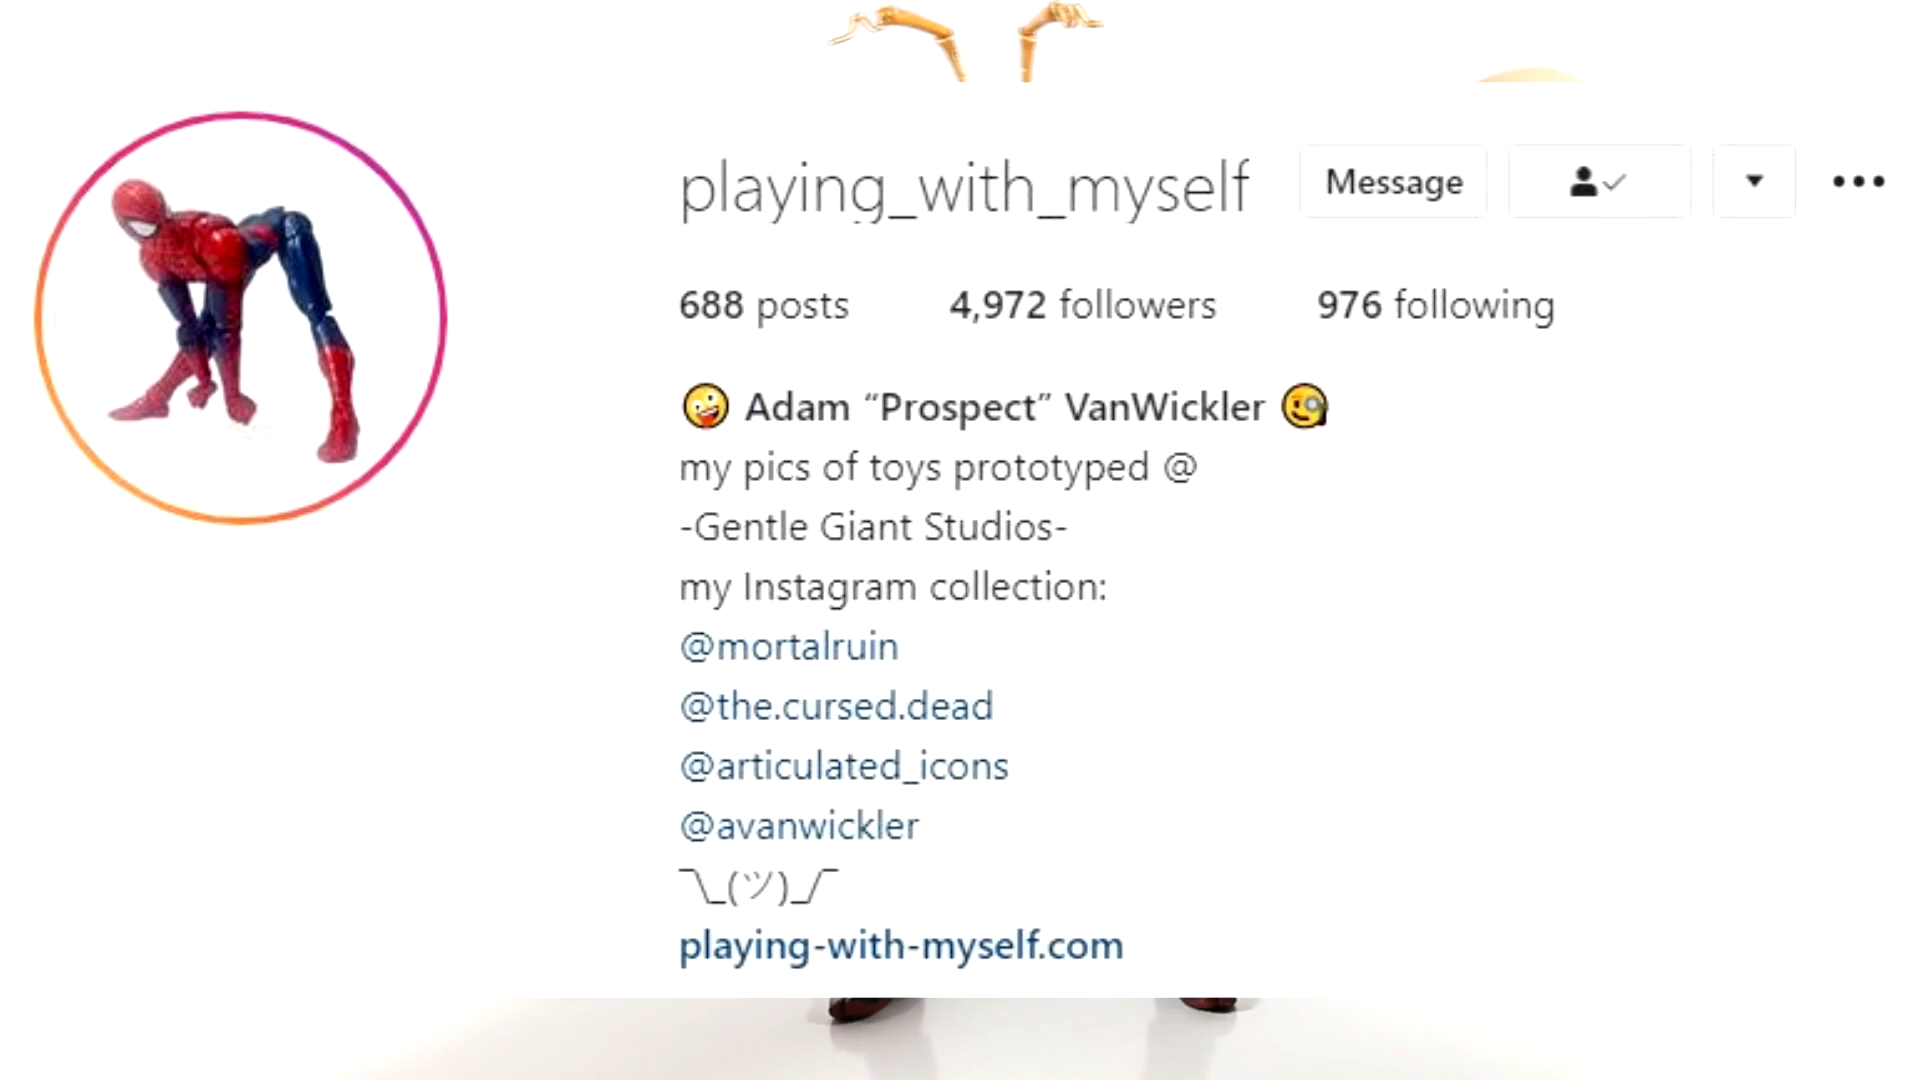 playing_with_myself Message
688 posts 4,972 followers 976 following
🤪 Adam “Prospect” VanWickler 🧐
my pics of toys prototyped @
-Gentle Giant Studios-
my Instagram collection:
@mortalruin
@the.cursed.dead
@articulated_icons
@avanwickler
¯\_(ツ)_/¯
playing-with-myself.com